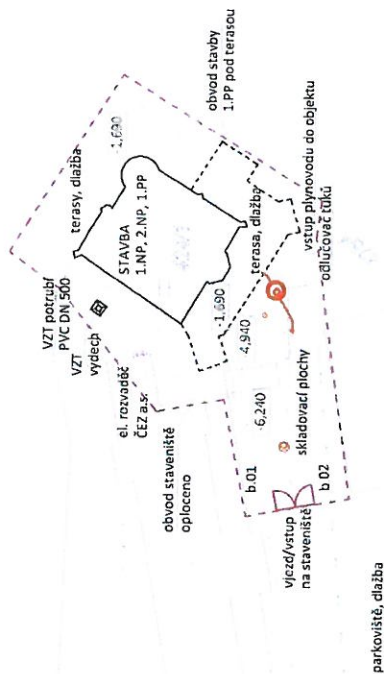 VZT potrubí
PVC DN 500
VZT
výdech
el. rozvaděč
ČEZ a.s.
obvod staveniště
oploceno
terasy, dlažba
-1,690
STAVBA
1.NP, 2.NP, 1.PP
obvod stavby
1.PP pod terasou
-1,690
-4,940
terasa, dlažba
vstup plynovodu do objektu
odlučovač tuků
-6,240
skladovací plochy
b.01
b 02
vjezd/vstup
na staveniště
parkoviště, dlažba